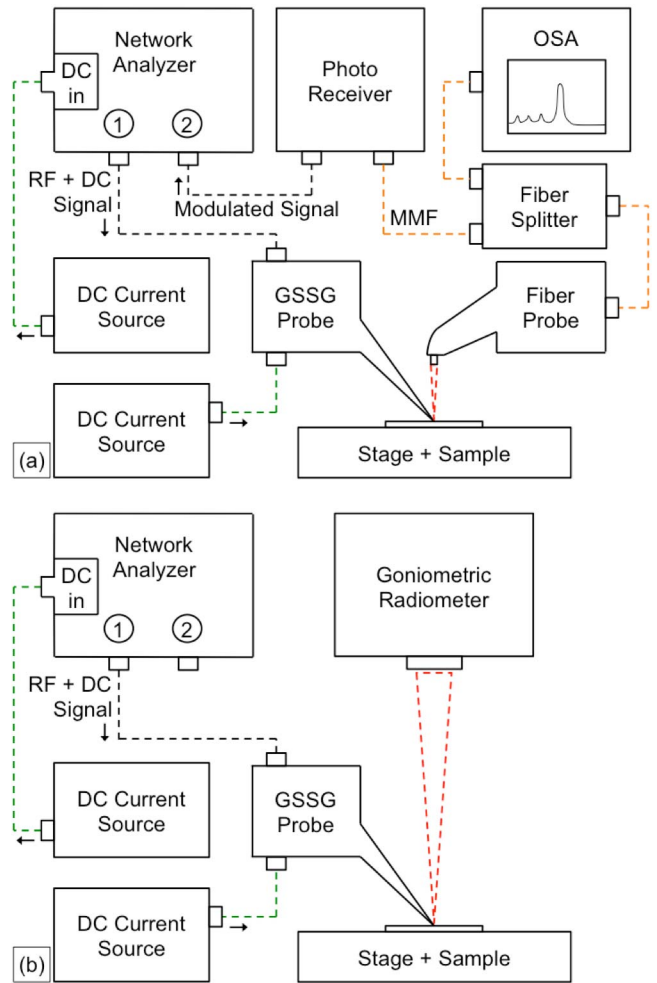 Network
Analyzer
DC
in
1
2
Photo
Receiver
OSA
RF + DC
Signal
Modulated Signal
MMF
Fiber
Splitter
DC Current
Source
GSSG
Probe
Fiber
Probe
DC Current
Source
Stage + Sample
(a)
Network
Analyzer
DC
in
1
2
Goniometric
Radiometer
RF + DC
Signal
DC Current
Source
GSSG
Probe
DC Current
Source
Stage + Sample
(b)